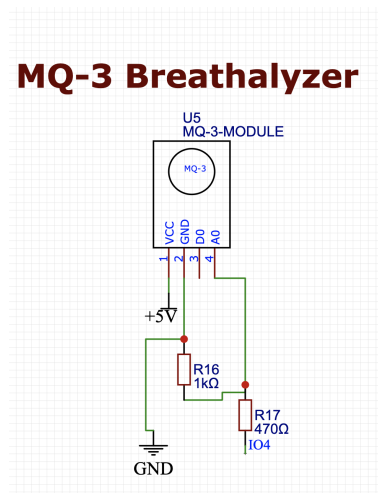 MQ-3 Breathalyzer
U5
MQ-3-MODULE
MQ-3
VCC
GND
D0
A0
1
2
3
4
+5V
R16
1kΩ
R17
470Ω
IO4
GND